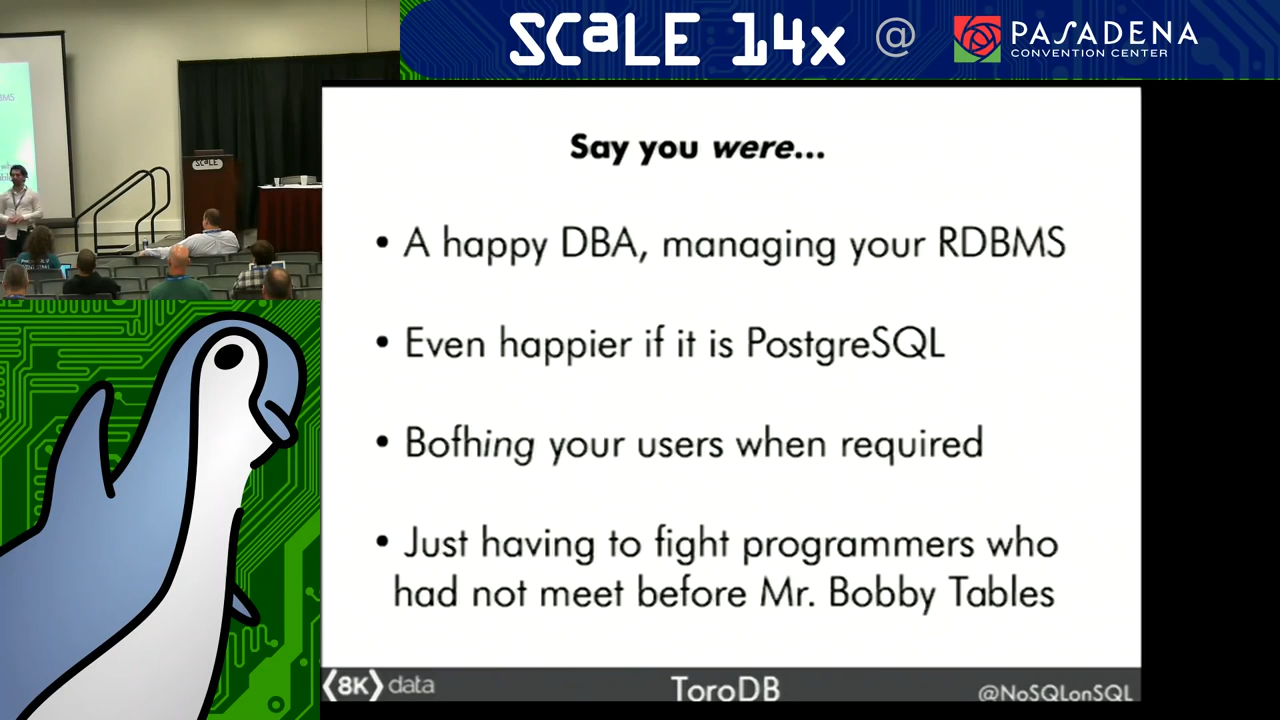 SCALE 14x @ PASADENA
CONVENTION CENTER
BMS
SCALE
Say you were...
• A happy DBA, managing your RDBMS
• Even happier if it is PostgreSQL
• Bofhing your users when required
• Just having to fight programmers who
had not meet before Mr. Bobby Tables
8K data
ToroDB
@NoSQLonSQL